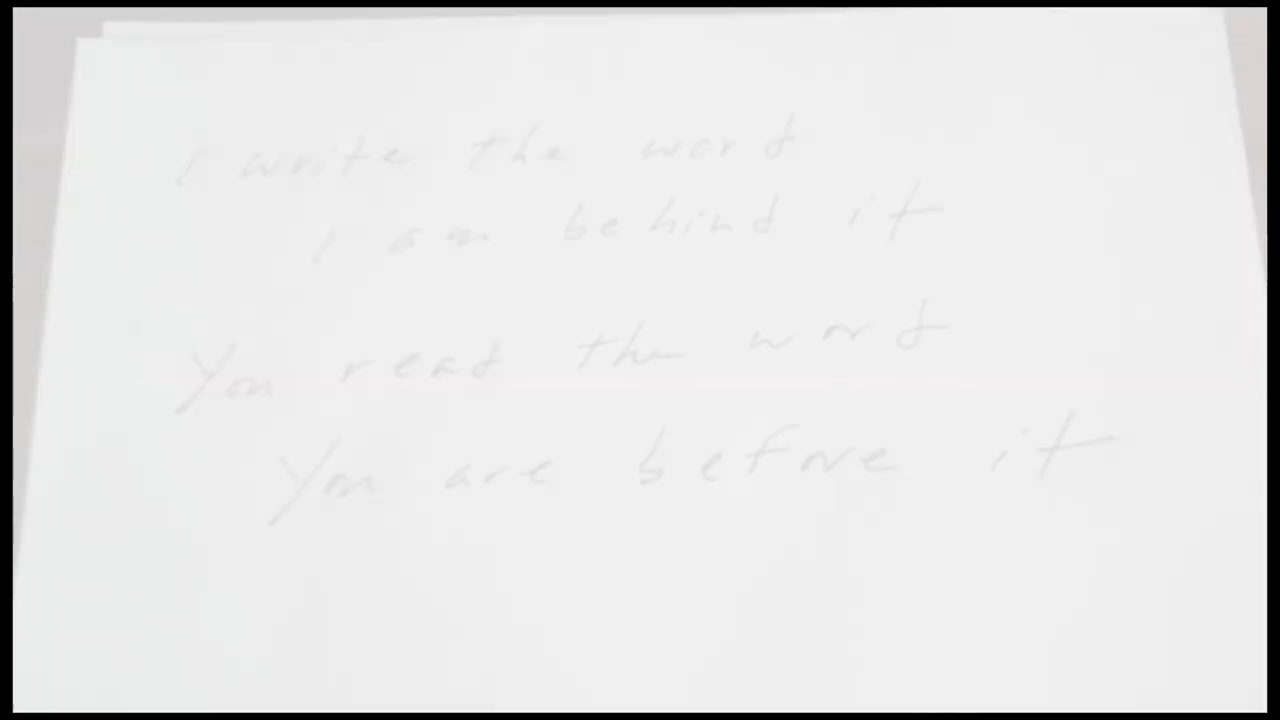 I write the word
I am behind it
You read the word
You are before it